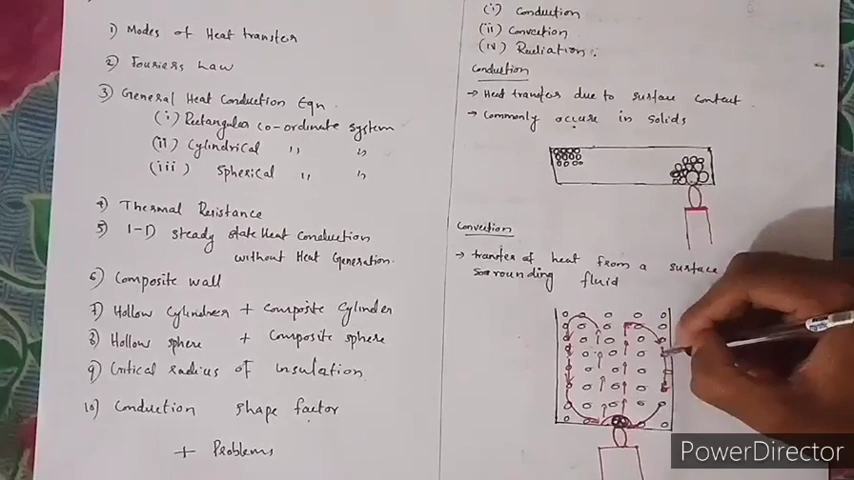 1) Modes of Heat transfer
2) Fouriers Law
3) General Heat Conduction Eqn.
(i) Rectangular co-ordinate system
(ii) Cylindrical " "
(iii) Spherical " "
4) Thermal Resistance
5) 1-D steady state Heat Conduction
without Heat Generation.
6) Composite wall
7) Hollow cylinder + composite cylinder
8) Hollow sphere + composite sphere
9) Critical radius of insulation
10) Conduction shape factor
+ Problems
(i) Conduction
(ii) Convection
(iv) Radiation :.
Conduction
→ Heat transfer due to surface contact.
→ Commonly occurs in solids
Convection
→ transfer of heat from a surface
sorrounding fluid
PowerDirector